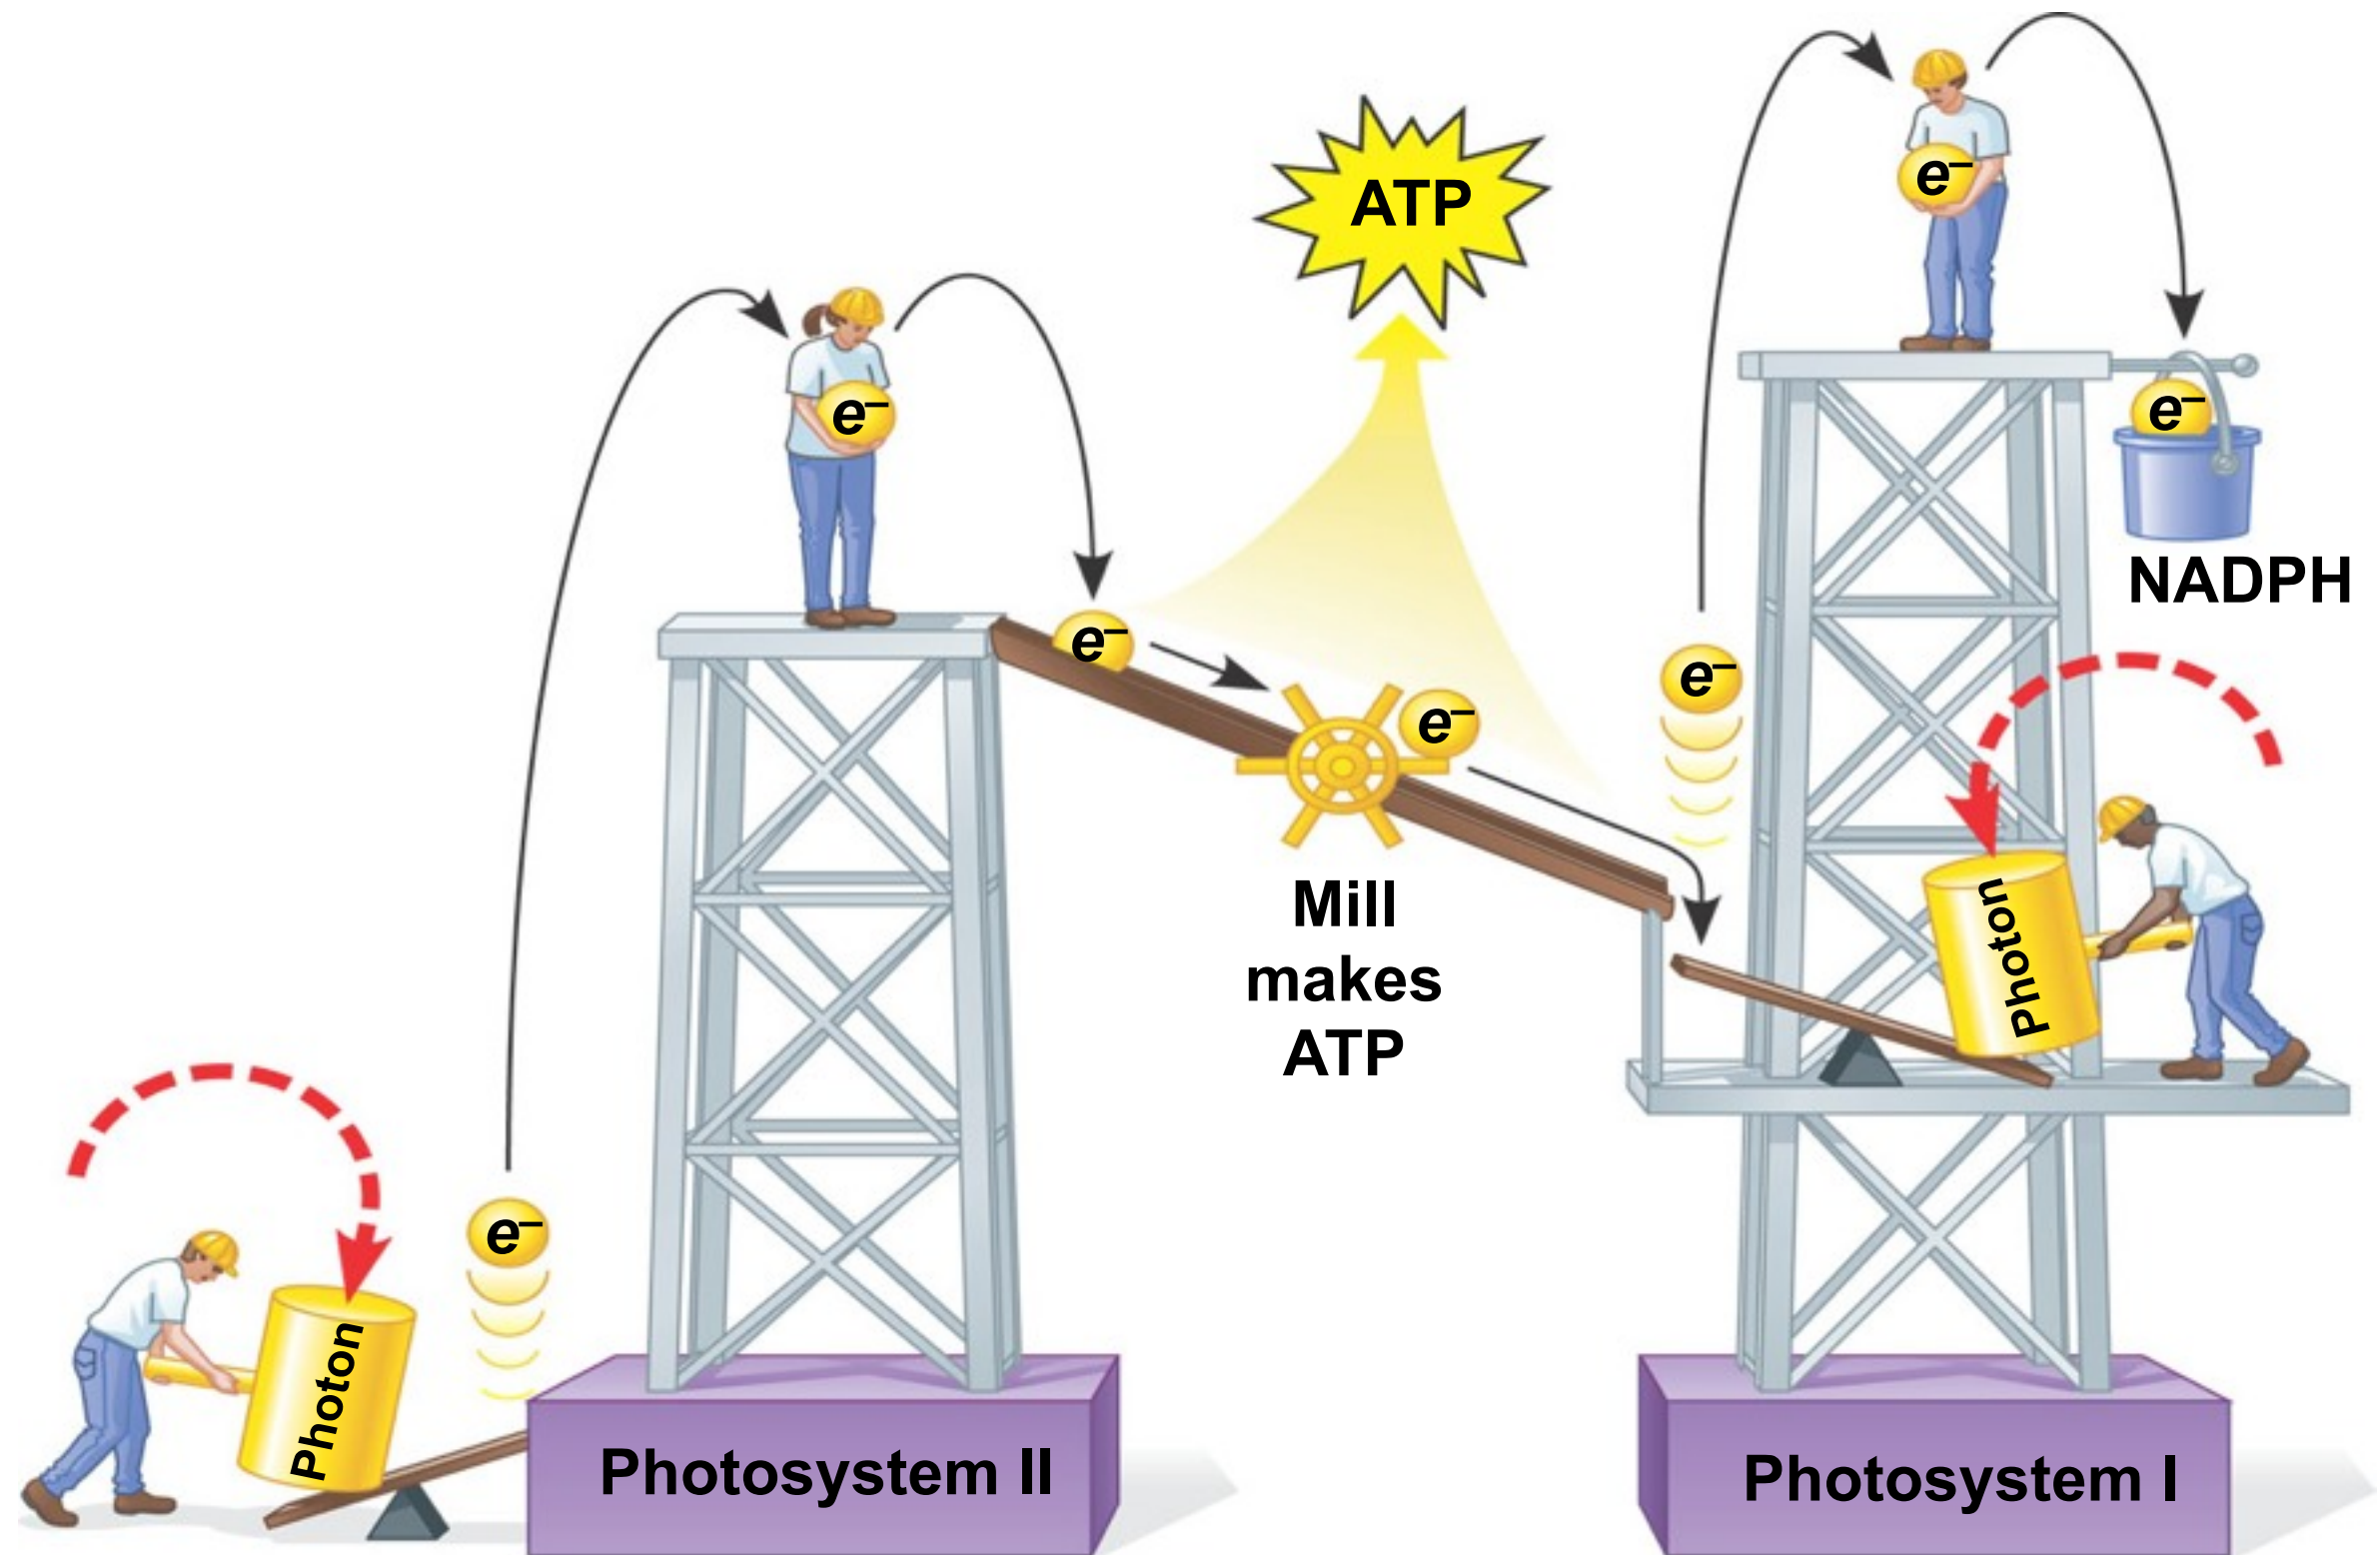 ATP
e–
e–
e–
NADPH
e–
e–
e–
e–
Mill
makes
ATP
Photon
e–
Photon
Photosystem II
Photosystem I